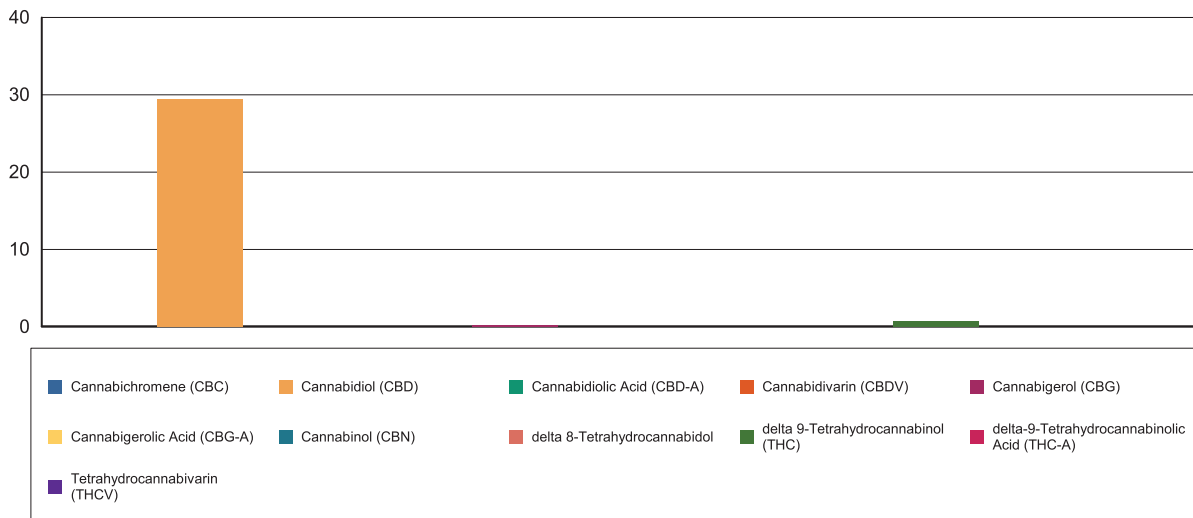 40
30
20
10
0
Cannabichromene (CBC)
Cannabidiol (CBD)
Cannabidiolic Acid (CBD-A)
Cannabidivarin (CBDV)
Cannabigerol (CBG)
Cannabigerolic Acid (CBG-A)
Cannabinol (CBN)
delta 8-Tetrahydrocannabidol
delta 9-Tetrahydrocannabinol
(THC)
delta-9-Tetrahydrocannabinolic
Acid (THC-A)
Tetrahydrocannabivarin
(THCV)